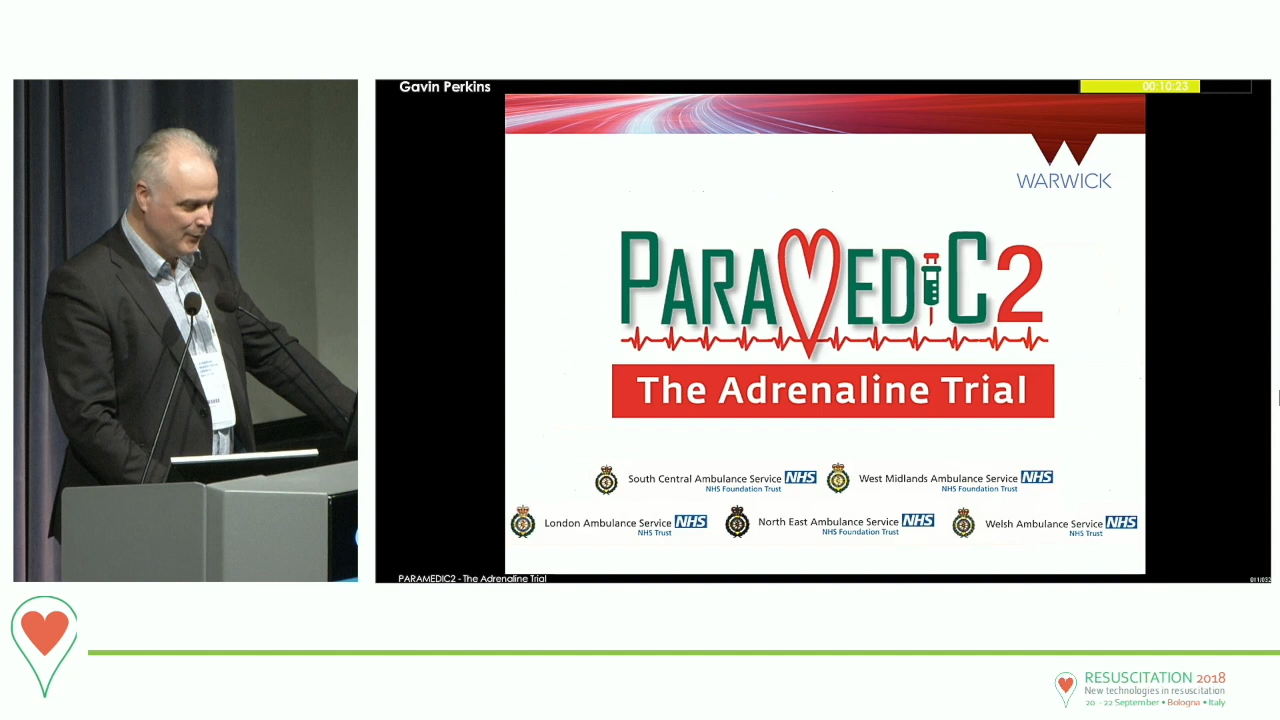 Gavin Perkins
00:10:23
WARWICK
PARAMEDIC2
The Adrenaline Trial
South Central Ambulance Service NHS
NHS Foundation Trust
West Midlands Ambulance Service NHS
NHS Foundation Trust
London Ambulance Service NHS
NHS Trust
North East Ambulance Service NHS
NHS Foundation Trust
Welsh Ambulance Service NHS
NHS Trust
PARAMEDIC2 - The Adrenaline Trial
011/032
RESUSCITATION 2018
New technologies in resuscitation
20 - 22 September • Bologna • Italy